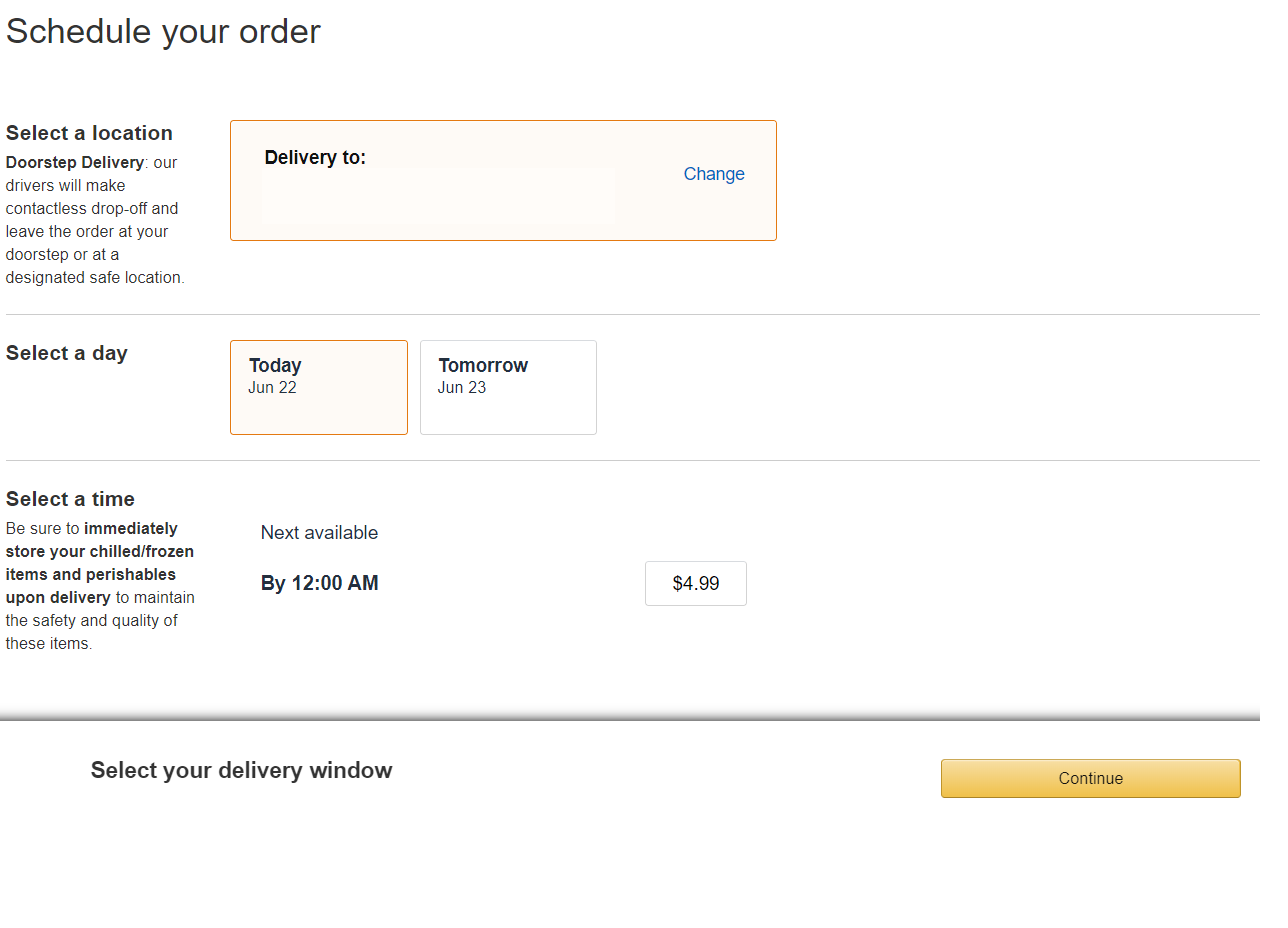 Schedule your order
Select a location
Doorstep Delivery: our
drivers will make
contactless drop-off and
leave the order at your
doorstep or at a
designated safe location.
Delivery to:
Change
Select a day
Today
Jun 22
Tomorrow
Jun 23
Select a time
Be sure to immediately
store your chilled/frozen
items and perishables
upon delivery to maintain
the safety and quality of
these items.
Next available
By 12:00 AM
$4.99
Select your delivery window
Continue